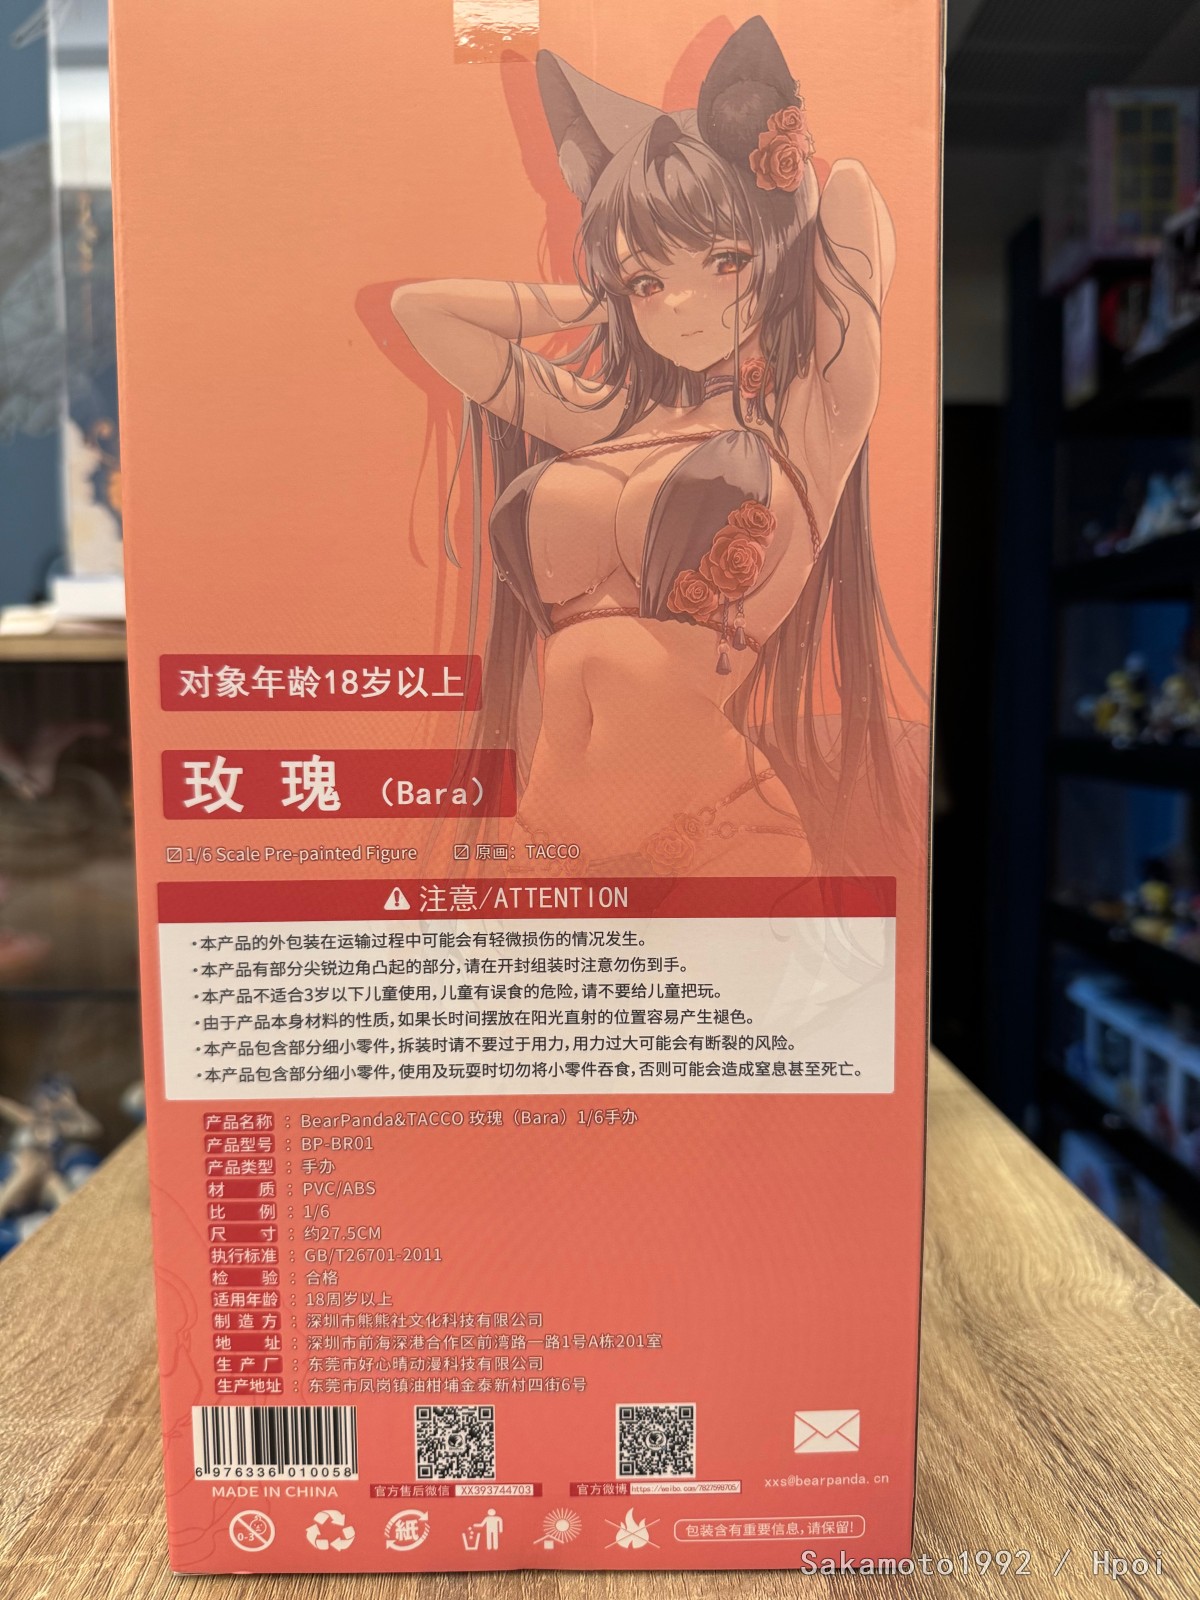 对象年龄18岁以上
玫 瑰 （Bara）
1/6 Scale Pre-painted Figure 原画：TACCO
注意/ATTENTION
·本产品的外包装在运输过程中可能会有轻微损伤的情况发生。
·本产品有部分尖锐边角凸起的部分，请在开封组装时注意勿伤到手。
·本产品不适合3岁以下儿童使用，儿童有误食的危险，请不要给儿童把玩。
·由于产品本身材料的性质，如果长时间摆放在阳光直射的位置容易产生褪色。
·本产品包含部分细小零件，拆装时请不要过于用力，用力过大可能会有断裂的风险。
·本产品包含部分细小零件，使用及玩耍时切勿将小零件吞食，否则可能会造成窒息甚至死亡。
产品名称 ：BearPanda&TACCO 玫瑰（Bara）1/6手办
产品型号 ：BP-BR01
产品类型 ：手办
材 质 ：PVC/ABS
比 例 ：1/6
尺 寸 ：约27.5CM
执行标准 ：GB/T26701-2011
检 验 ：合格
适用年龄 ：18周岁以上
制 造 方 ：深圳市熊熊社文化科技有限公司
地 址 ：深圳市前海深港合作区前湾路一路1号A栋201室
生 产 厂 ：东莞市好心晴动漫科技有限公司
生产地址 ：东莞市凤岗镇油柑埔金泰新村四街6号
6 976336 010058
MADE IN CHINA
官方售后微信 XX393744703
官方微博 https://weibo.com/7827598705/
xxs@bearpanda.cn
0-3
紙
包装含有重要信息，请保留！
Sakamoto1992 / Hpoi